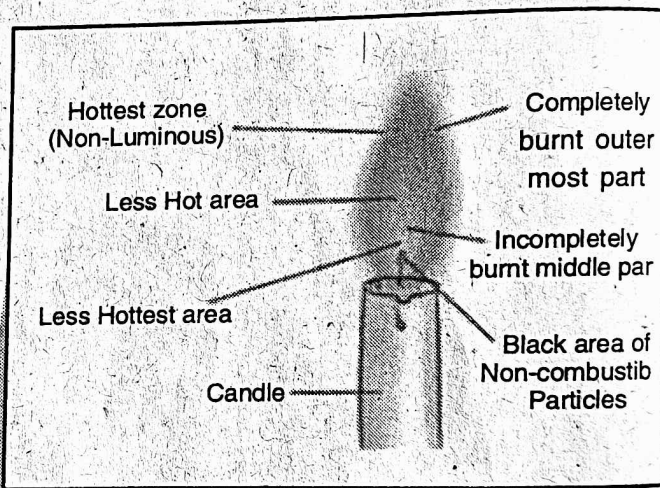 Hottest zone
(Non-Luminous)
Less Hot area
Less Hottest area
Candle
Completely
burnt outer
most part
Incompletely
burnt middle par
Black area of
Non-combustib
Particles